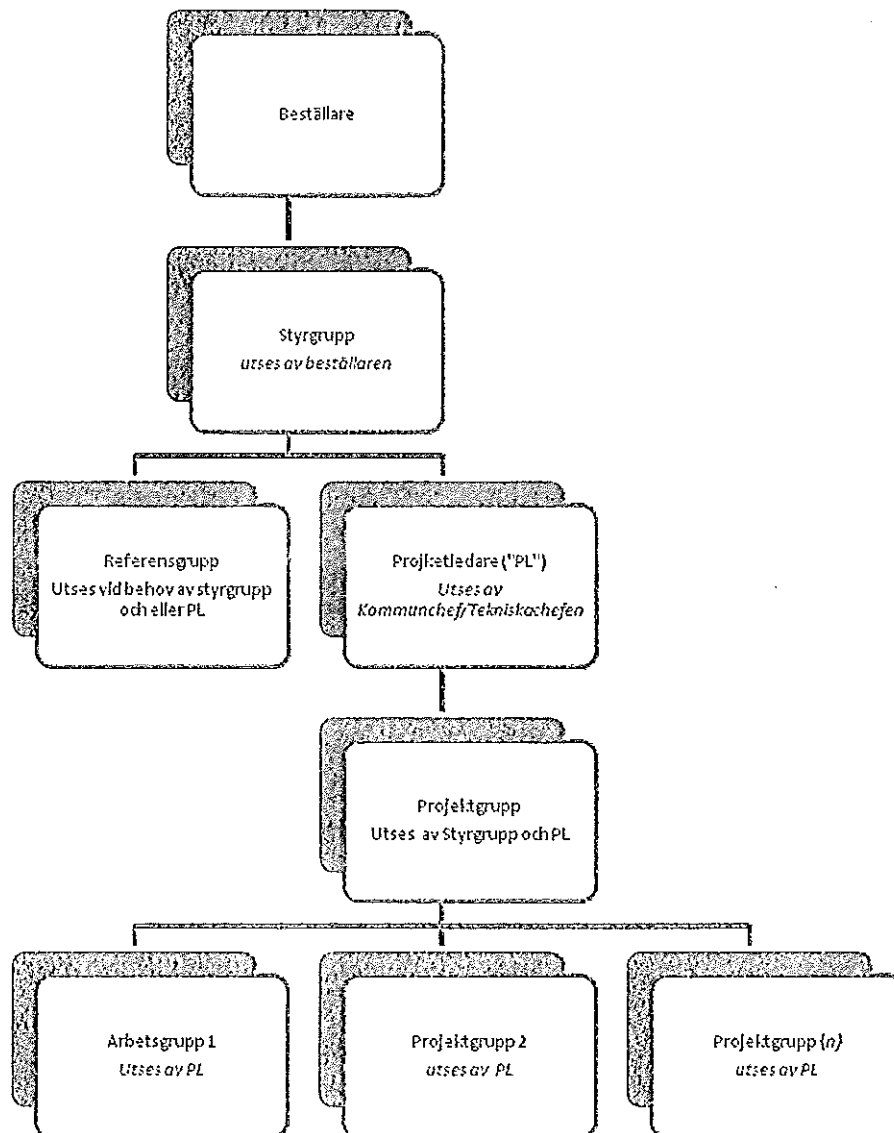 Beställare
Styrgrupp
utses av beställaren
Referensgrupp
Utses vid behov av styrgrupp
och eller PL
Projektledare ("PL")
Utses av
Kommunchef/Tekniskachefen
Projektgrupp
Utses av Styrgrupp och PL
Arbetsgrupp 1
Utses av PL
Projektgrupp 2
utses av PL
Projektgrupp {n}
utses av PL